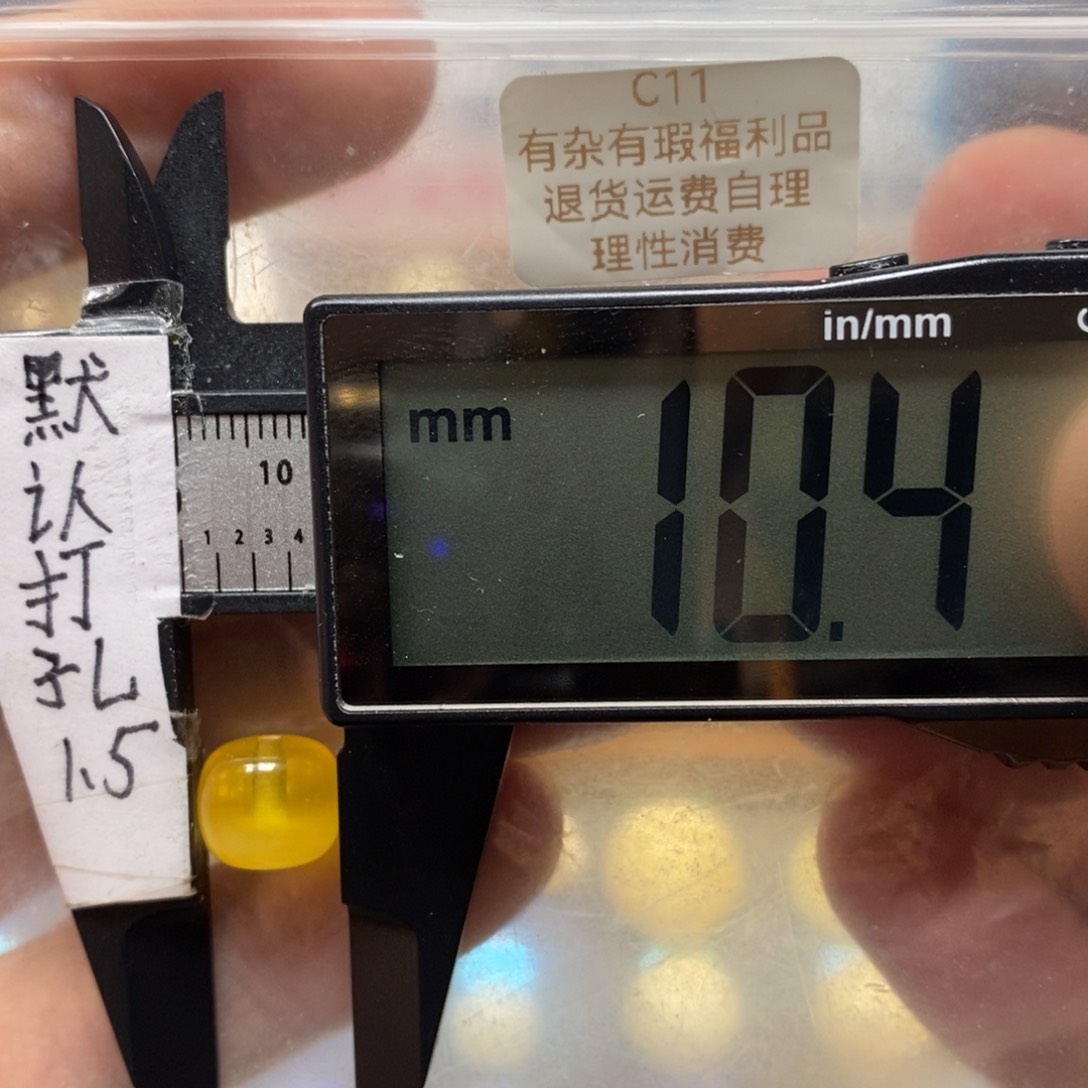 C11
有杂有瑕福利品
退货运费自理
理性消费
in/mm
mm
10.4
10
1 2 3 4
默
认
打
孔
1.5